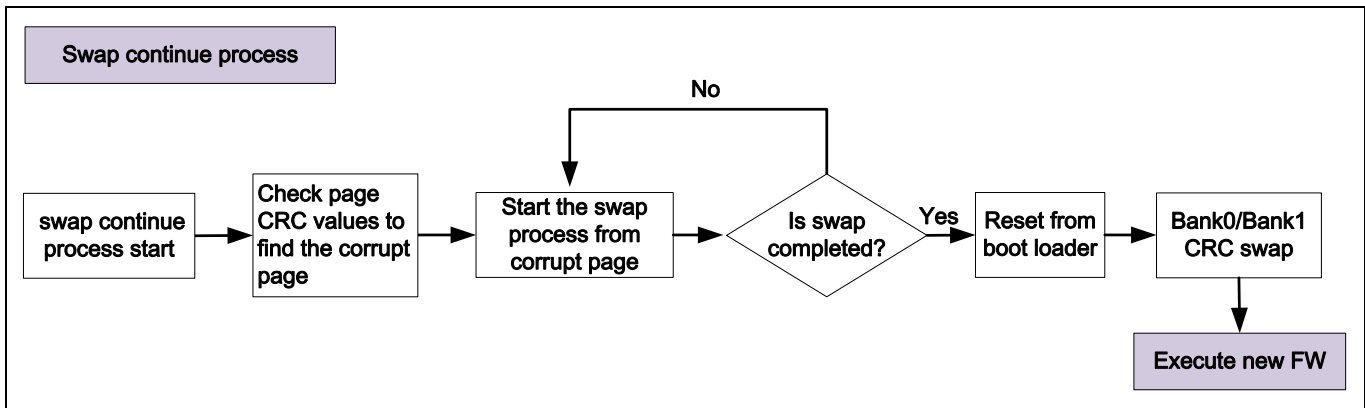 Swap continue process
No
swap continue
process start
Check page
CRC values to
find the corrupt
page
Start the swap
process from
corrupt page
Is swap
completed?
Yes
Reset from
boot loader
Bank0/Bank1
CRC swap
Execute new FW